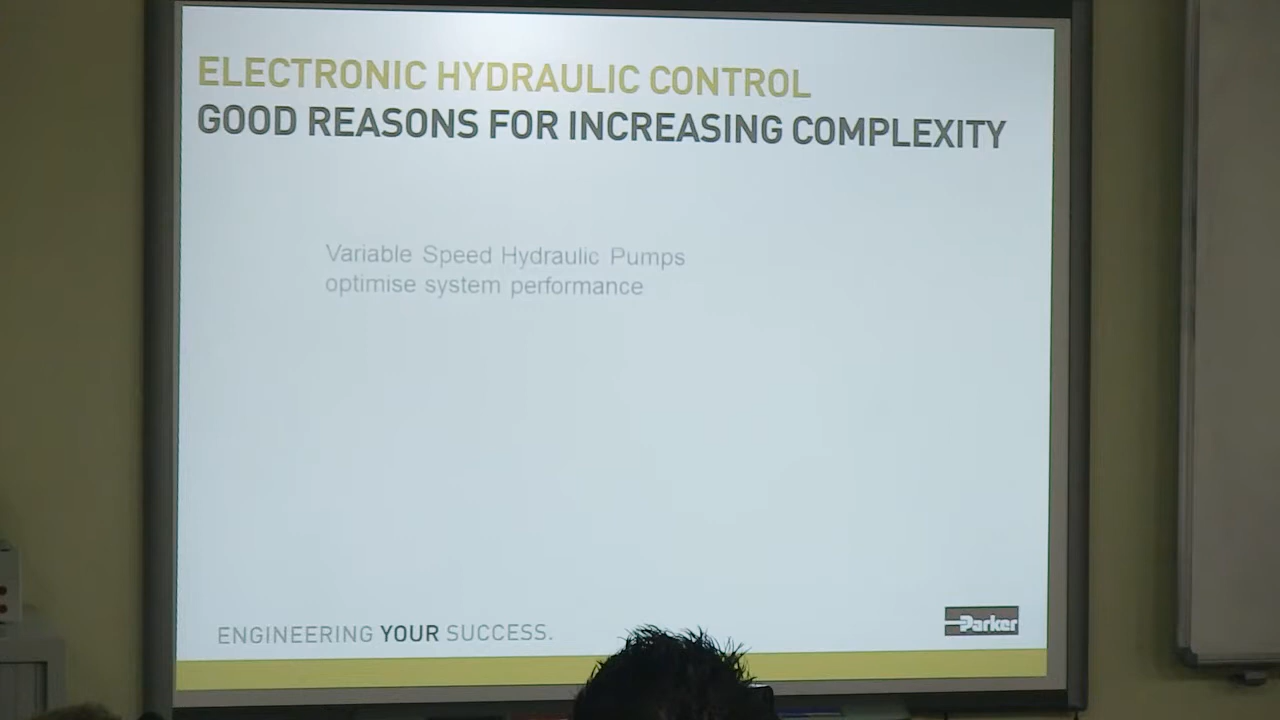 ELECTRONIC HYDRAULIC CONTROL
GOOD REASONS FOR INCREASING COMPLEXITY
Variable Speed Hydraulic Pumps
optimise system performance
ENGINEERING YOUR SUCCESS.
Parker